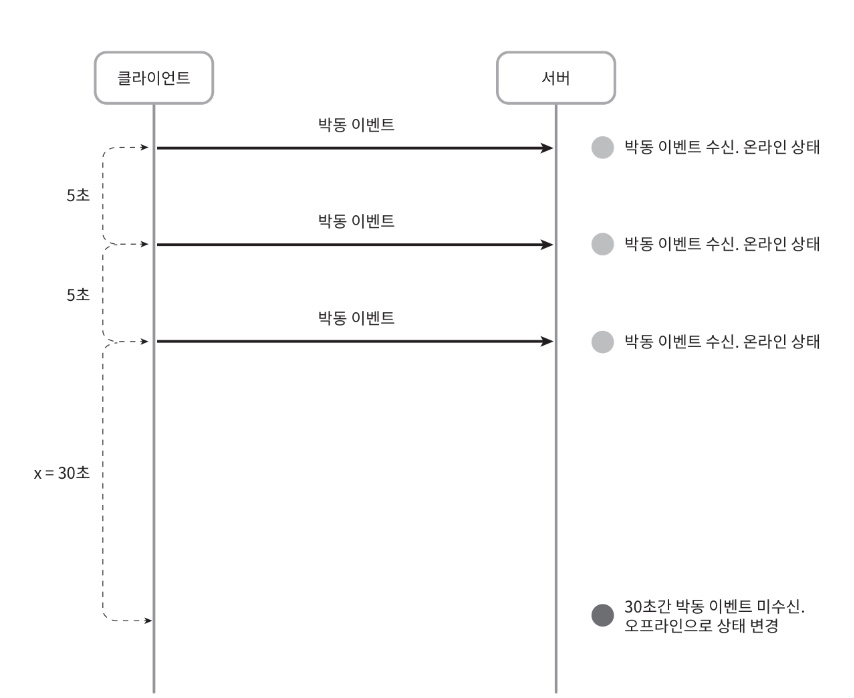 클라이언트
서버
박동 이벤트
박동 이벤트 수신. 온라인 상태
5초
박동 이벤트
박동 이벤트 수신. 온라인 상태
5초
박동 이벤트
박동 이벤트 수신. 온라인 상태
x = 30초
30초간 박동 이벤트 미수신.
오프라인으로 상태 변경